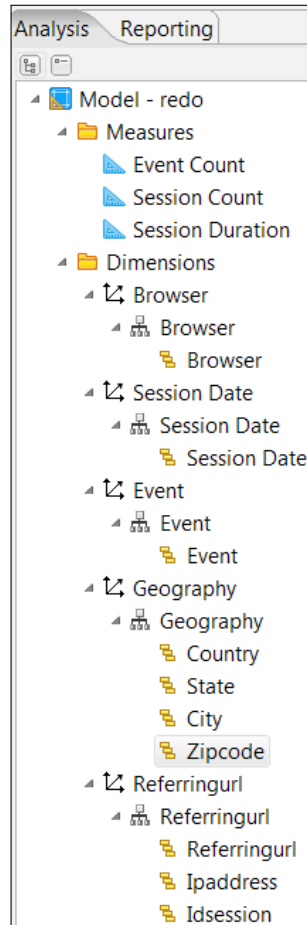 Analysis Reporting
Model - redo
Measures
Event Count
Session Count
Session Duration
Dimensions
Browser
Browser
Browser
Session Date
Session Date
Session Date
Event
Event
Event
Geography
Geography
Country
State
City
Zipcode
Referringurl
Referringurl
Referringurl
Ipaddress
Idsession